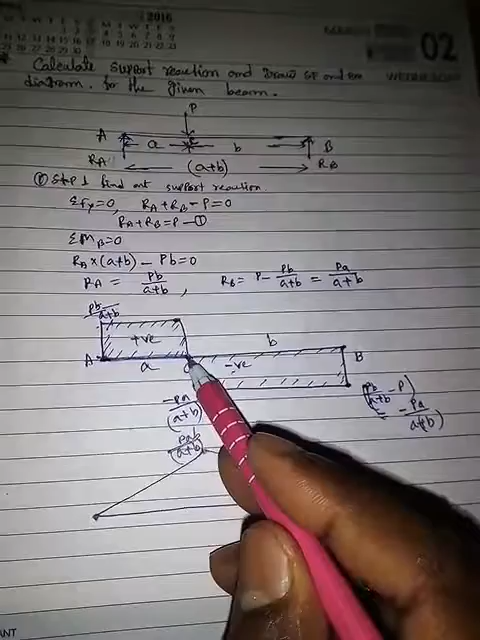 2016
02
WEDNESDAY
Calculate support reaction and Draw SF and BM
diagram. for the given beam.
P
A a b B
RA (a+b) RB
① Step 1 find out support reaction.
ΣFy=0, RA+RB-P=0
RA+RB=P-①
ΣMB=0
RA×(a+b) - Pb=0
RA = Pb/a+b, RB= P- Pb/a+b = Pa/a+b
Pb/a+b
+ve b
A a -ve B
(Pb/a+b - P)
-Pa/(a+b) = -Pa/a+b)
Pab/a+b
ANT